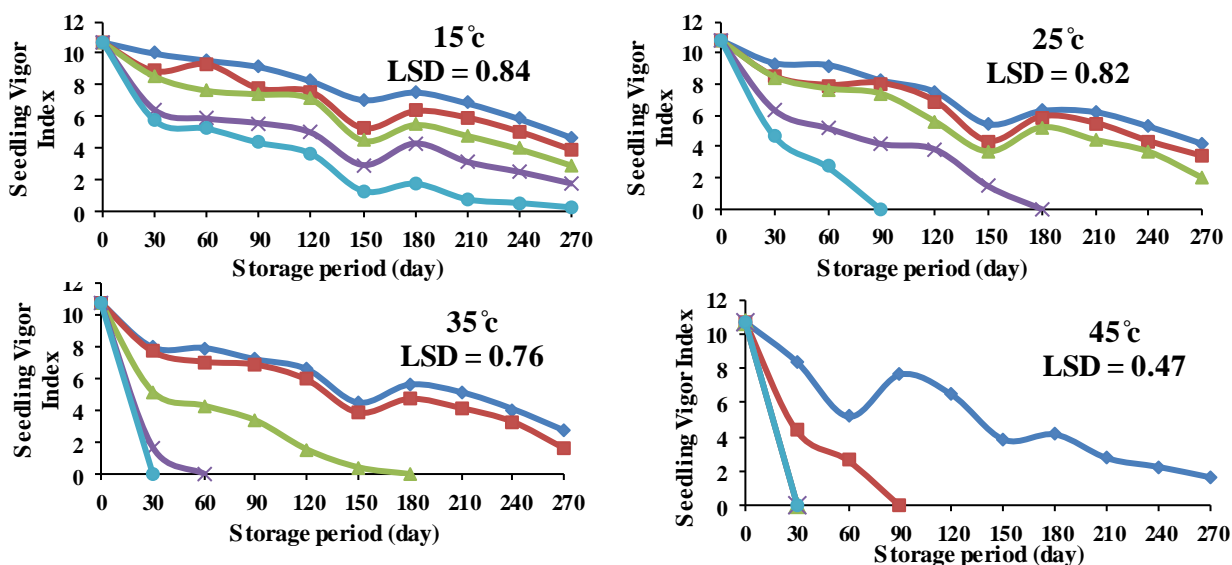 12
10
8
6
4
2
0
Seedling Vigor
Index
15°c
LSD = 0.84
0 30 60 90 120 150 180 210 240 270
Storage period (day)
12
10
8
6
4
2
0
Seedling Vigor
Index
25°c
LSD = 0.82
0 30 60 90 120 150 180 210 240 270
Storage period (day)
12
10
8
6
4
2
0
Seedling Vigor
Index
35°c
LSD = 0.76
0 30 60 90 120 150 180 210 240 270
Storage period (day)
12
10
8
6
4
2
0
Seedling Vigor Index
45°c
LSD = 0.47
0 30 60 90 120 150 180 210 240 270
Storage period (day)